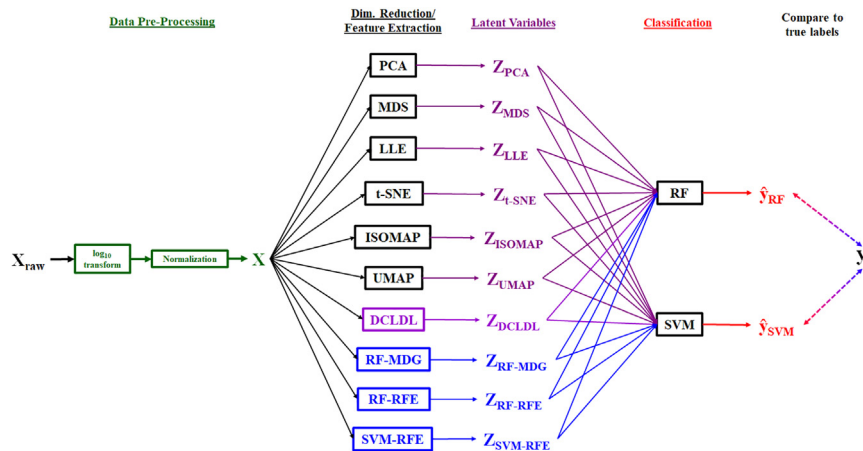 Data Pre-Processing
Dim. Reduction/
Feature Extraction
Latent Variables
Classification
Compare to
true labels
X_raw
log₁₀
transform
Normalization
X
PCA
Z_PCA
MDS
Z_MDS
LLE
Z_LLE
t-SNE
Z_t-SNE
ISOMAP
Z_ISOMAP
UMAP
Z_UMAP
DCLDL
Z_DCLDL
RF-MDG
Z_RF-MDG
RF-RFE
Z_RF-RFE
SVM-RFE
Z_SVM-RFE
RF
ŷ_RF
SVM
ŷ_SVM
y